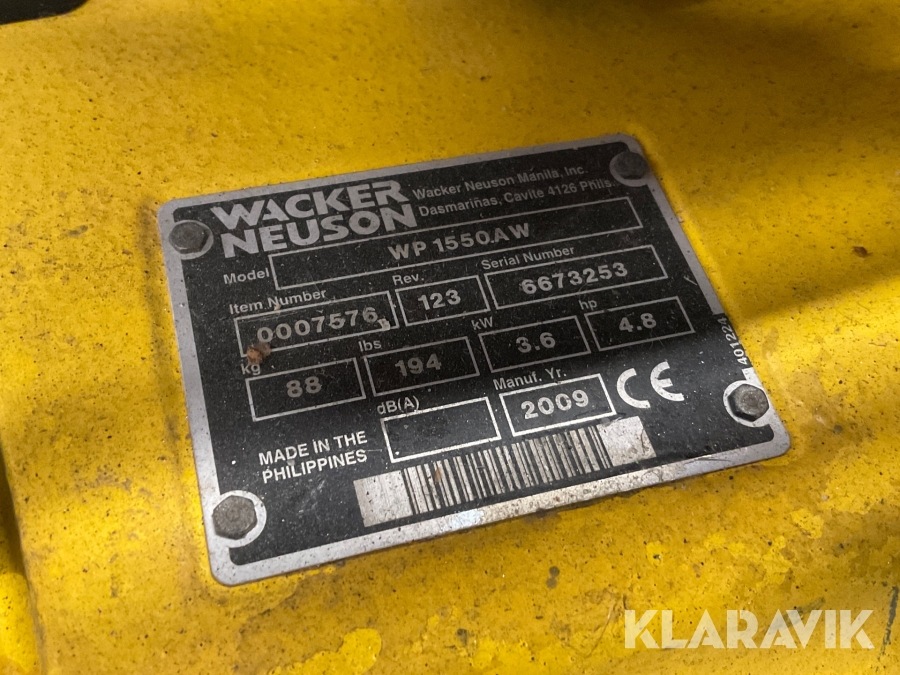 WACKER
NEUSON
Wacker Neuson Manila, Inc.
Dasmariñas, Cavite 4126 Phils.
Model WP 1550AW
Item Number Rev. Serial Number
0007576 123 6673253
kg lbs kW hp
88 194 3.6 4.8
dB(A) Manuf. Yr.
2009 CE
MADE IN THE
PHILIPPINES
401224
KLARAVIK